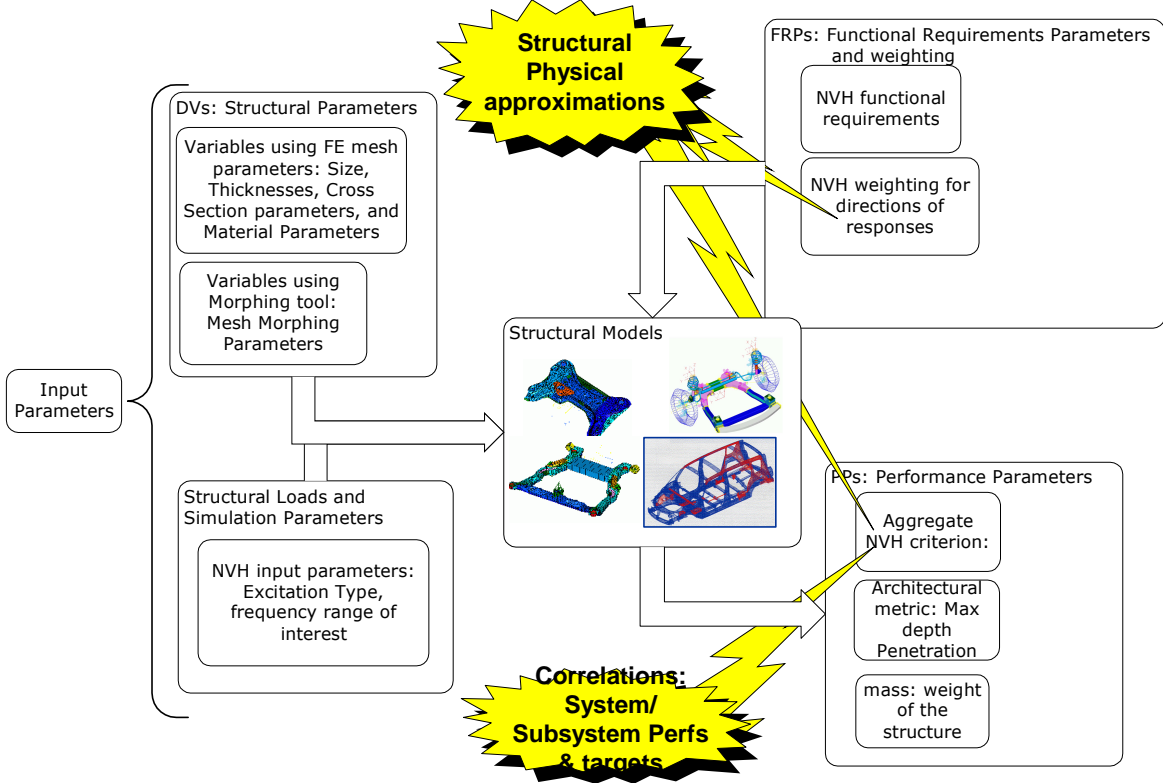 Structural
Physical
approximations
FRPs: Functional Requirements Parameters
and weighting
NVH functional
requirements
NVH weighting for
directions of
responses
DVs: Structural Parameters
Variables using FE mesh
parameters: Size,
Thicknesses, Cross
Section parameters, and
Material Parameters
Variables using
Morphing tool:
Mesh Morphing
Parameters
Input
Parameters
Structural Models
Structural Loads and
Simulation Parameters
NVH input parameters:
Excitation Type,
frequency range of
interest
PPs: Performance Parameters
Aggregate
NVH criterion:
Architectural
metric: Max
depth
Penetration
mass: weight
of the
structure
Correlations:
System/
Subsystem Perfs
& targets